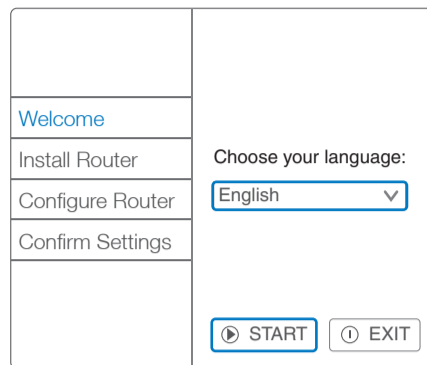 Welcome
Install Router
Configure Router
Confirm Settings
Choose your language:
English
START
EXIT